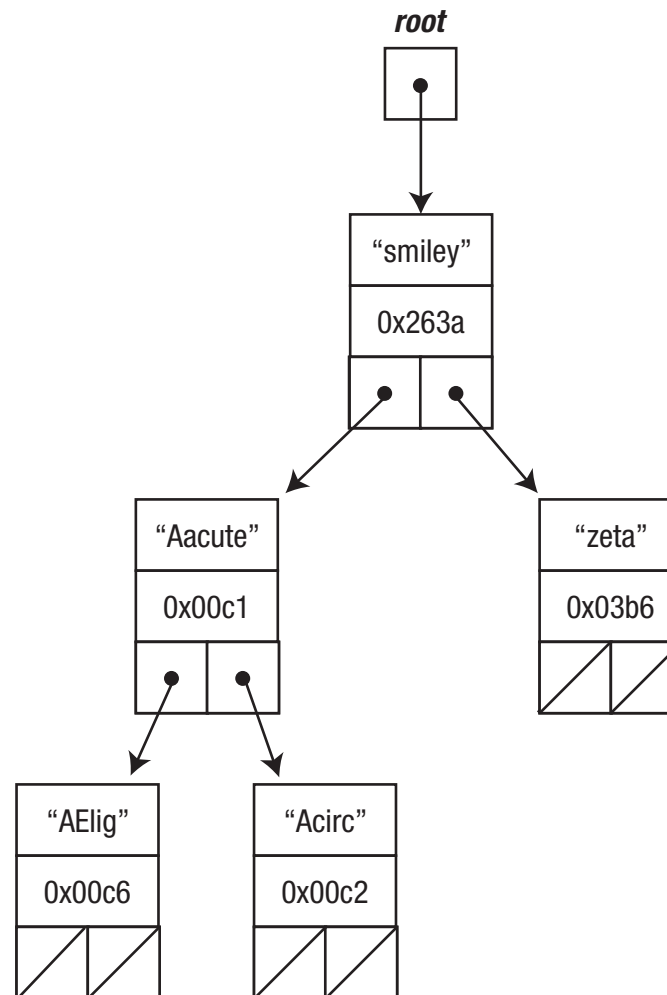 root
“smiley”
0x263a
“Aacute”
“zeta”
0x00c1
0x03b6
“AElig”
“Acirc”
0x00c6
0x00c2